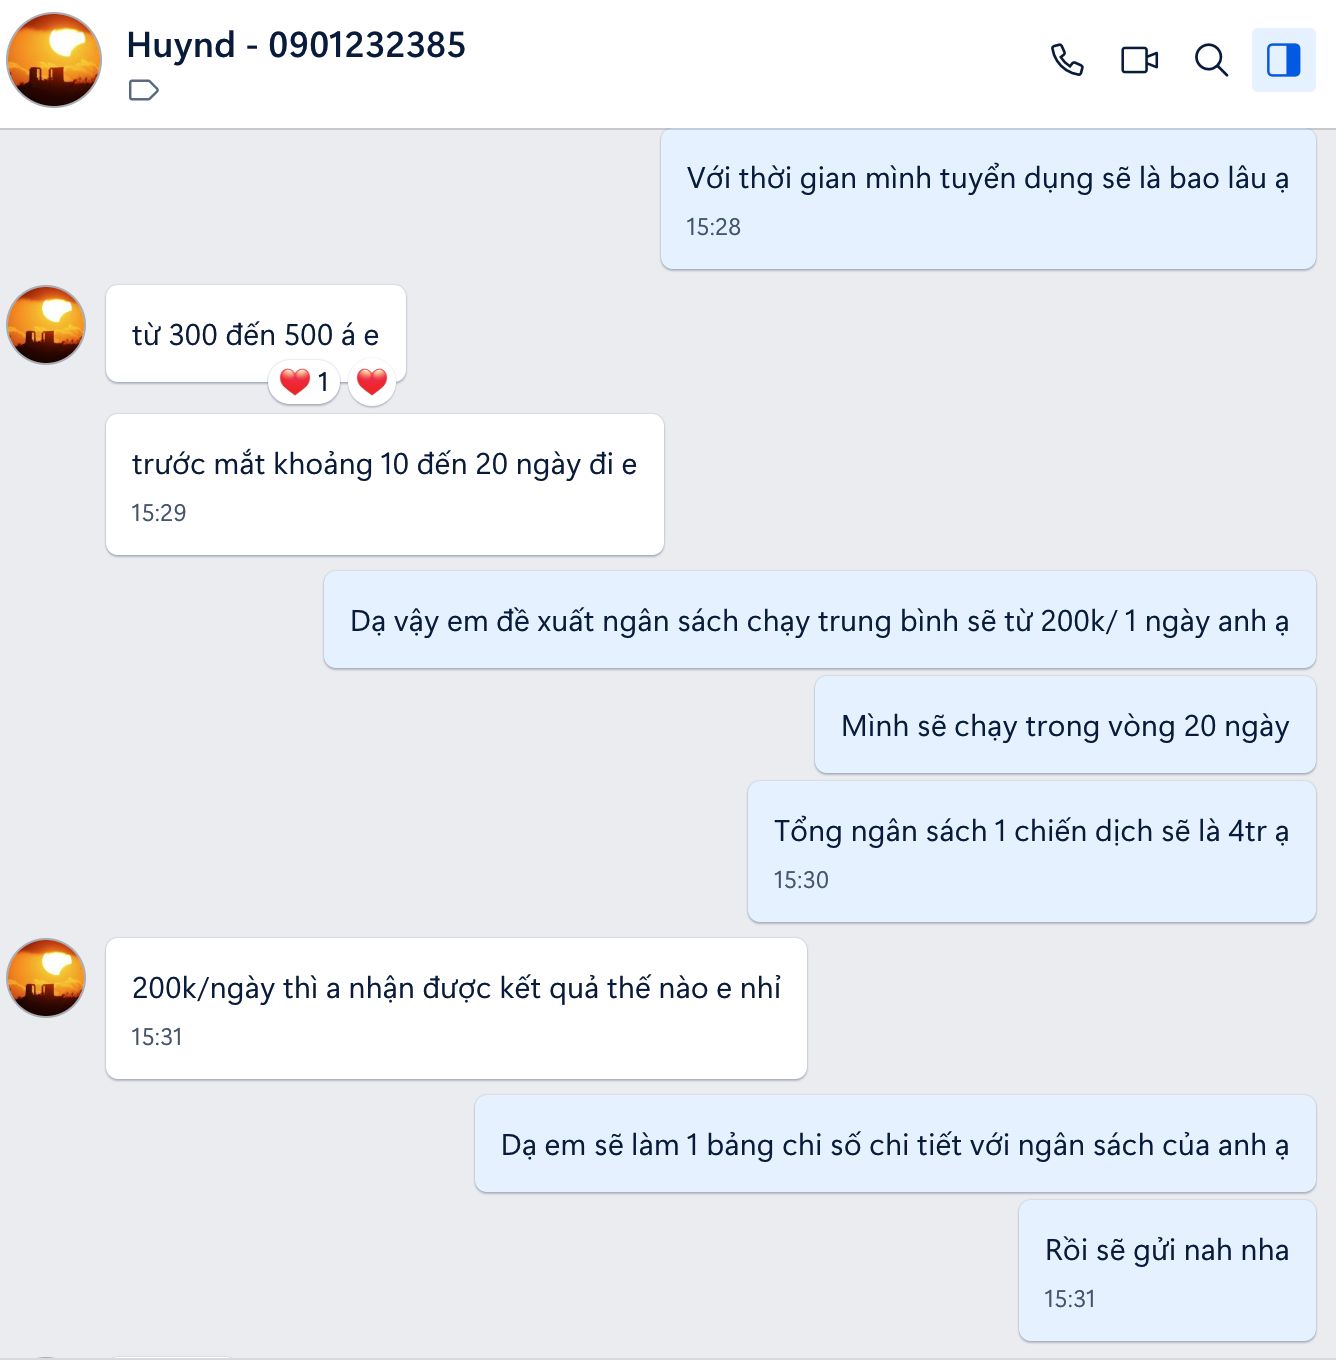 Huynd - 0901232385
Với thời gian mình tuyển dụng sẽ là bao lâu ạ
15:28
từ 300 đến 500 á e
1
trước mắt khoảng 10 đến 20 ngày đi e
15:29
Dạ vậy em đề xuất ngân sách chạy trung bình sẽ từ 200k/ 1 ngày anh ạ
Mình sẽ chạy trong vòng 20 ngày
Tổng ngân sách 1 chiến dịch sẽ là 4tr ạ
15:30
200k/ngày thì a nhận được kết quả thế nào e nhỉ
15:31
Dạ em sẽ làm 1 bảng chi số chi tiết với ngân sách của anh ạ
Rồi sẽ gửi nah nha
15:31